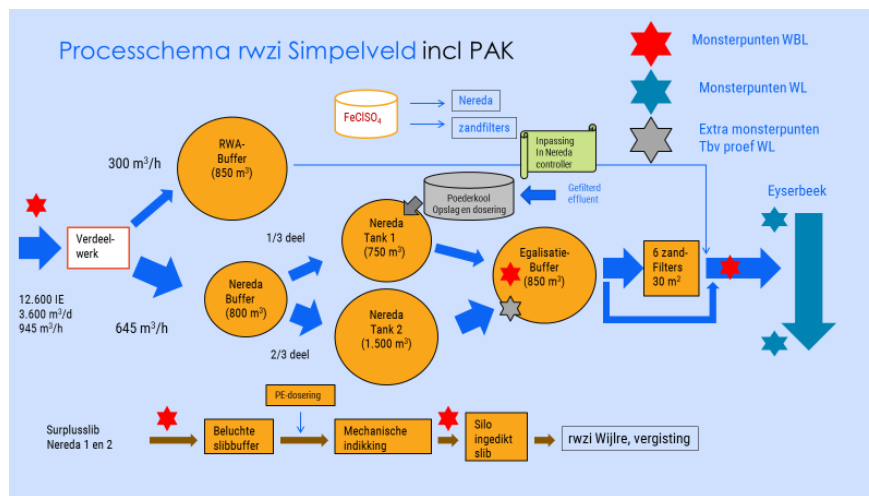 Processchema rwzi Simpelveld incl PAK
Monsterpunten WBL
Monsterpunten WL
Extra monsterpunten
Tbv proef WL
FeClSO4
Nereda
zandfilters
Inpassing
In Nereda
controller
RWA-
Buffer
(850 m³)
300 m³/h
Poederkool
Opslag en dosering
Gefilterd
effluent
Eyserbeek
Verdeel-
werk
1/3 deel
Nereda
Tank 1
(750 m³)
Egalisatie-
Buffer
(850 m³)
6 zand-
Filters
30 m²
Nereda
Buffer
(800 m³)
12.600 IE
3.600 m³/d
945 m³/h
645 m³/h
Nereda
Tank 2
(1.500 m³)
2/3 deel
PE-dosering
Surplusslib
Nereda 1 en 2
Beluchte
slibbuffer
Mechanische
indikking
Silo
ingedikt
slib
rwzi Wijlre, vergisting